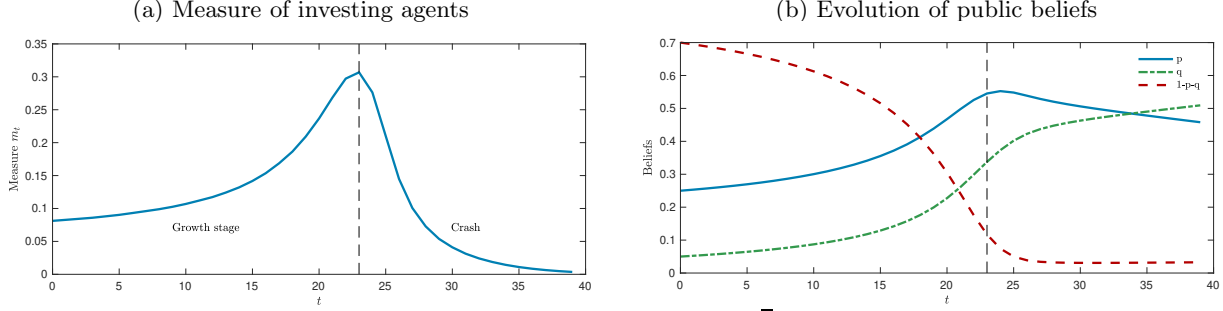 (a) Measure of investing agents
0.35
0.3
0.25
0.2
0.15
0.1
0.05
0
Measure m_t
Growth stage
Crash
0 5 10 15 20 25 30 35 40
t
(b) Evolution of public beliefs
0.7
0.6
0.5
0.4
0.3
0.2
0.1
0
Beliefs
p
q
1-p-q
0 5 10 15 20 25 30 35 40
t